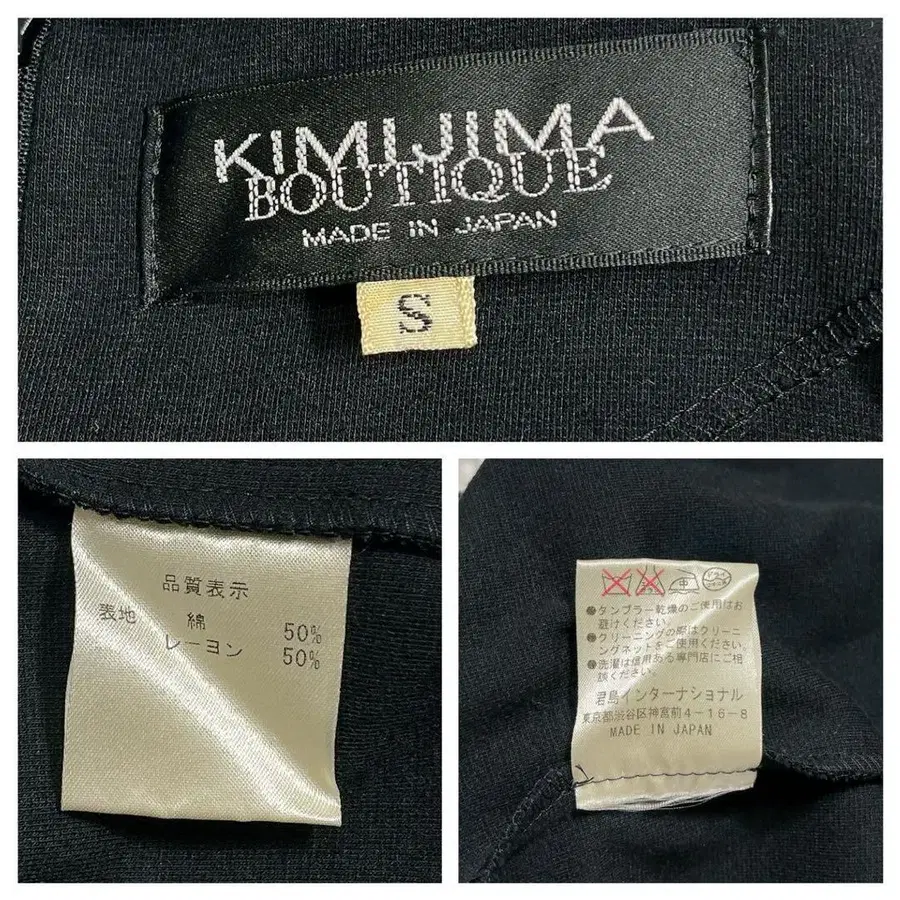 KIMIJIMA
BOUTIQUE
MADE IN JAPAN
S
品質表示
表地 綿 50%
レーヨン 50%
中
●タンブラー乾燥のご使用はお
避けください。
●クリーニングの際はクリーニ
ングネットをご使用ください。
●洗濯は信用ある専門店にご相
談ください。
君島インターナショナル
東京都渋谷区神宮前4-16-8
MADE IN JAPAN